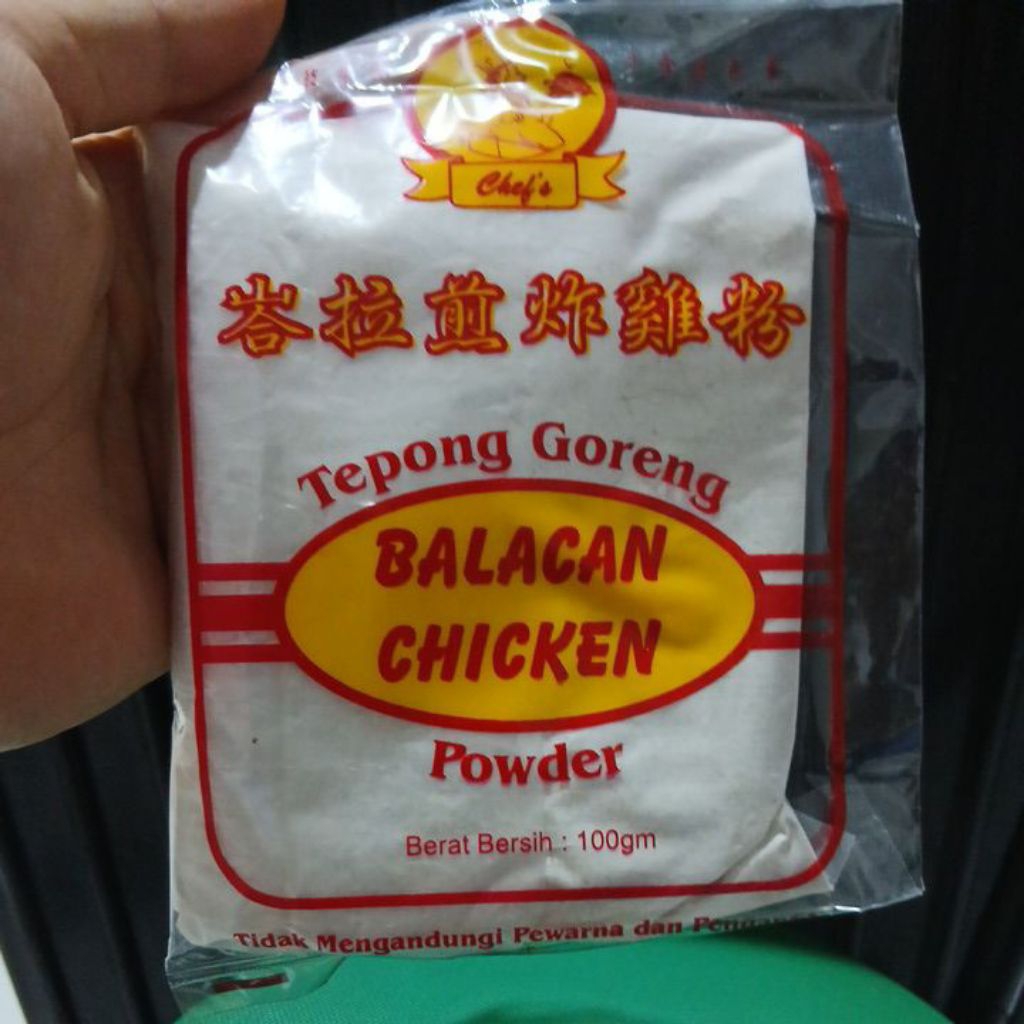 Chef's
峇拉煎炸雞粉
Tepong Goreng
BALACAN
CHICKEN
Powder
Berat Bersih : 100gm
Tidak Mengandungi Pewarna dan